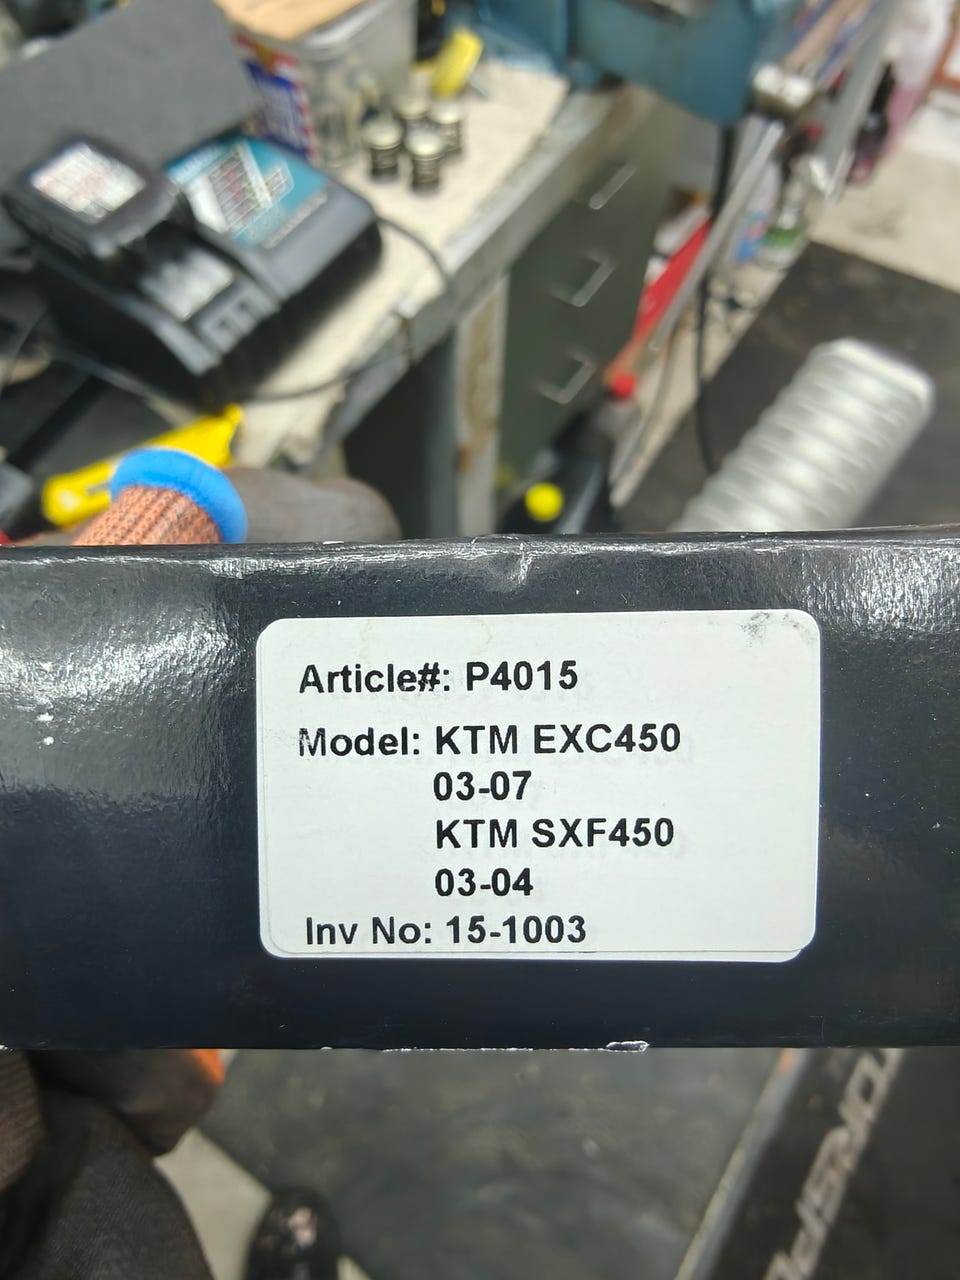 Article#: P4015
Model: KTM EXC450
03-07
KTM SXF450
03-04
Inv No: 15-1003